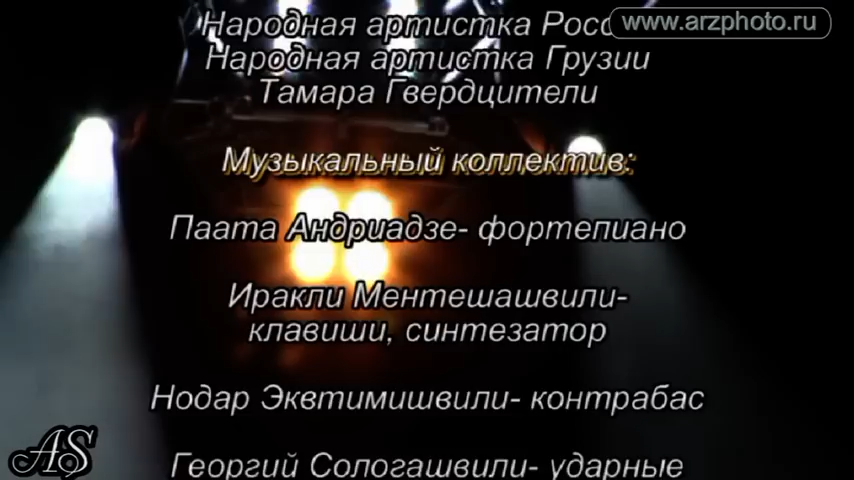 www.arzphoto.ru
Народная артистка
Народная артистка Грузии
Тамара Гвердцители
Музыкальный коллектив:
Паата Андриадзе- фортепиано
Иракли Ментешашвили-
клавиши, синтезатор
Нодар Эквтимишвили- контрабас
Георгий Сологашвили- ударные
AS